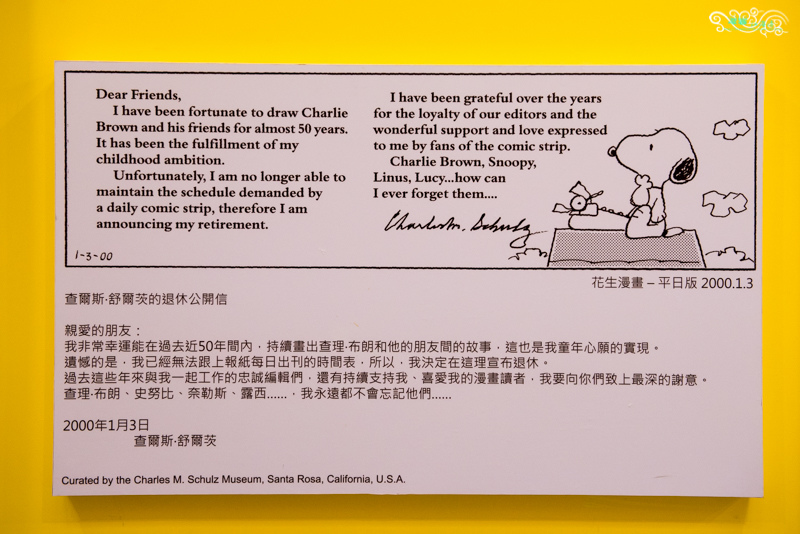 Dear Friends,
I have been fortunate to draw Charlie
Brown and his friends for almost 50 years.
It has been the fulfillment of my
childhood ambition.
Unfortunately, I am no longer able to
maintain the schedule demanded by
a daily comic strip, therefore I am
announcing my retirement.
1-3-00
I have been grateful over the years
for the loyalty of our editors and the
wonderful support and love expressed
to me by fans of the comic strip.
Charlie Brown, Snoopy,
Linus, Lucy...how can
I ever forget them....
Charles M. Schulz
花生漫畫 – 平日版 2000.1.3
查爾斯·舒爾茨的退休公開信
親愛的朋友：
我非常幸運能在過去近50年間內，持續畫出查理·布朗和他的朋友間的故事，這也是我童年心願的實現。
遺憾的是，我已經無法跟上報紙每日出刊的時間表，所以，我決定在這理宣布退休。
過去這些年來與我一起工作的忠誠編輯們，還有持續支持我、喜愛我的漫畫讀者，我要向你們致上最深的謝意。
查理·布朗、史努比、奈勒斯、露西......，我永遠都不會忘記他們......
2000年1月3日
查爾斯·舒爾茨
Curated by the Charles M. Schulz Museum, Santa Rosa, California, U.S.A.